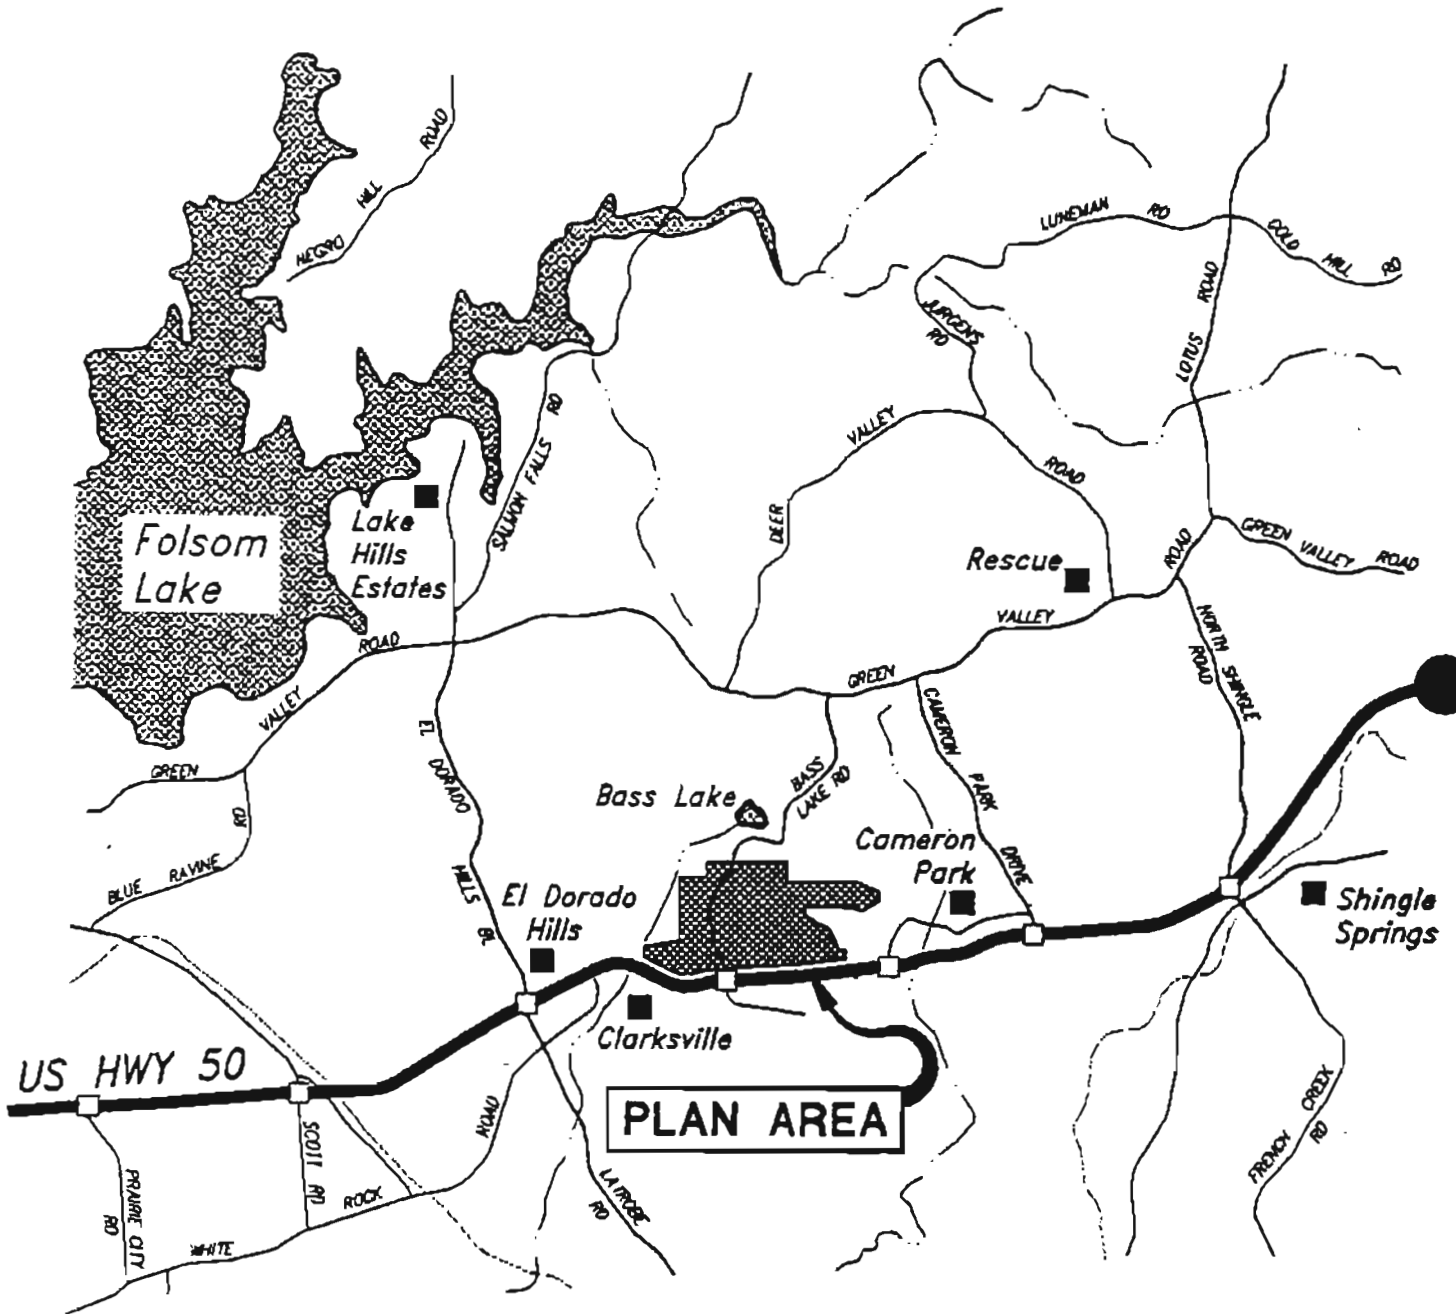 NEGRO HILL ROAD
LUNEMAN RD
GOLD HILL RD
JURGENS RD
LOTUS ROAD
SALMON FALLS RD
DEER VALLEY ROAD
Folsom
Lake
Lake
Hills
Estates
Rescue
ROAD
GREEN VALLEY ROAD
GREEN VALLEY ROAD
GREEN VALLEY
NORTH SHINGLE
ROAD
CAMERON PARK DRIVE
BASS
LAKE RD
Bass Lake
EL DORADO HILLS BL
BLUE RAVINE RD
El Dorado
Hills
Cameron
Park
Shingle
Springs
Clarksville
US HWY 50
PLAN AREA
SCOTT RD
PRAIRIE CITY
RD
WHITE ROCK ROAD
LATROBE
RD
FRENCH CREEK
RD